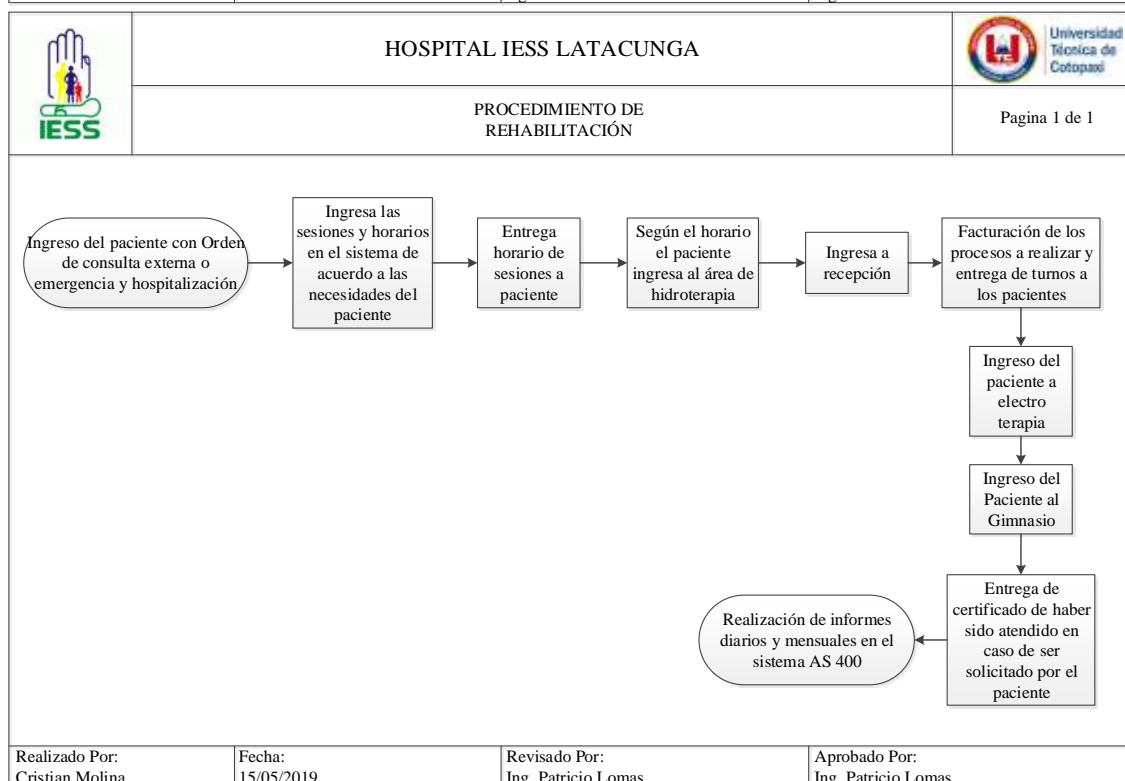 HOSPITAL IESS LATACUNGA
Universidad
Técnica de
Cotopaxi
IESS
PROCEDIMIENTO DE
REHABILITACIÓN
Pagina 1 de 1
Ingreso del paciente con Orden
de consulta externa o
emergencia y hospitalización
Ingresa las
sesiones y horarios
en el sistema de
acuerdo a las
necesidades del
paciente
Entrega
horario de
sesiones a
paciente
Según el horario
el paciente
ingresa al área de
hidroterapia
Ingresa a
recepción
Facturación de los
procesos a realizar y
entrega de turnos a
los pacientes
Ingreso del
paciente a
electro
terapia
Ingreso del
Paciente al
Gimnasio
Entrega de
certificado de haber
sido atendido en
caso de ser
solicitado por el
paciente
Realización de informes
diarios y mensuales en el
sistema AS 400
Realizado Por:
Cristian Molina
Fecha:
15/05/2019
Revisado Por:
Ing. Patricio Lomas
Aprobado Por:
Ing. Patricio Lomas